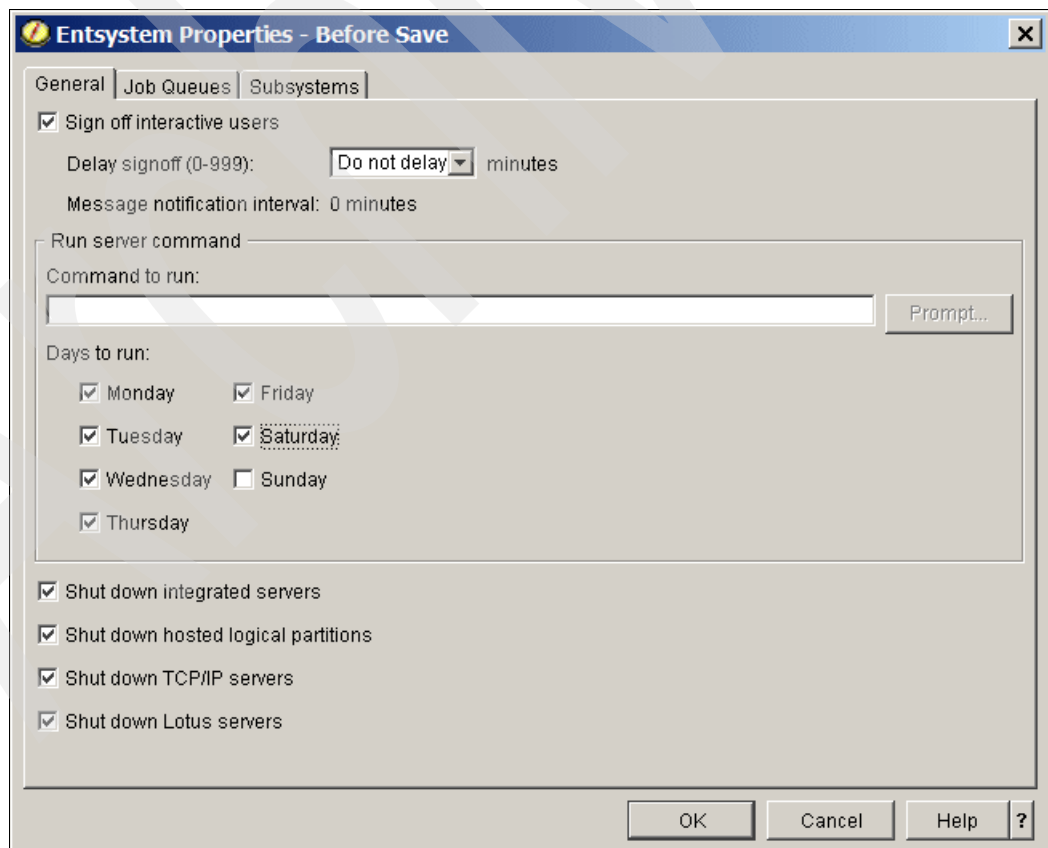 Entsystem Properties - Before Save
General Job Queues Subsystems
Sign off interactive users
Delay signoff (0-999): Do not delay minutes
Message notification interval: 0 minutes
Run server command
Command to run:
Prompt...
Days to run:
Monday Friday
Tuesday Saturday
Wednesday Sunday
Thursday
Shut down integrated servers
Shut down hosted logical partitions
Shut down TCP/IP servers
Shut down Lotus servers
OK Cancel Help ?